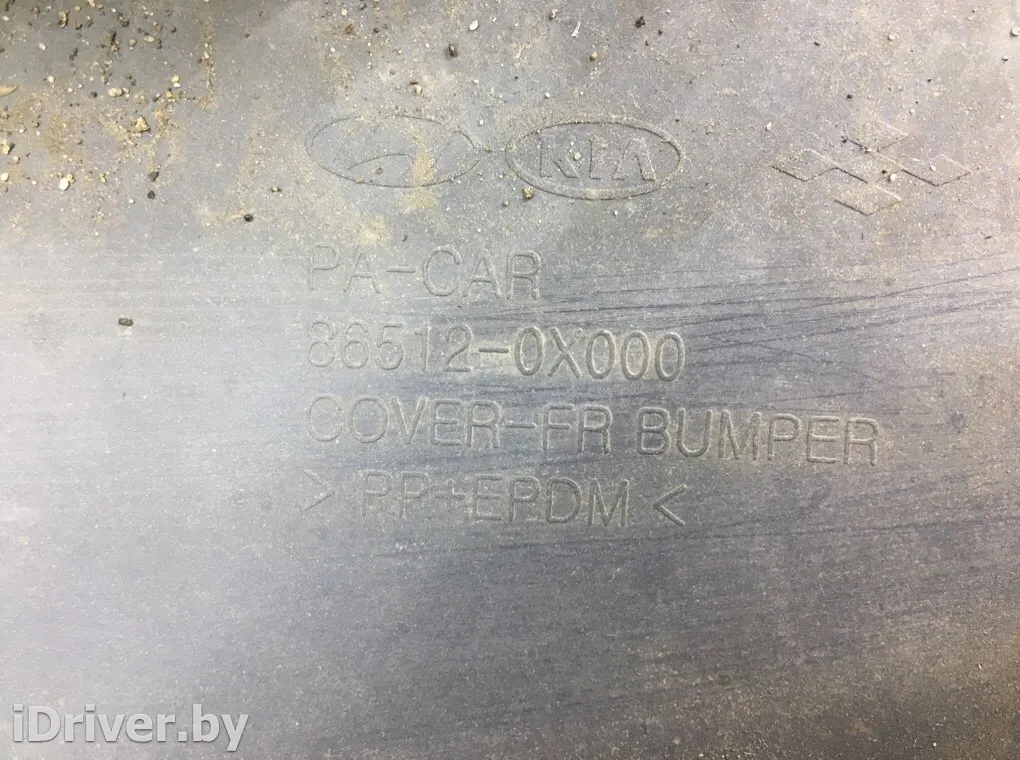 KIA
PA-CAR
86512-0X000
COVER-FR BUMPER
> PP+EPDM <
iDriver.by